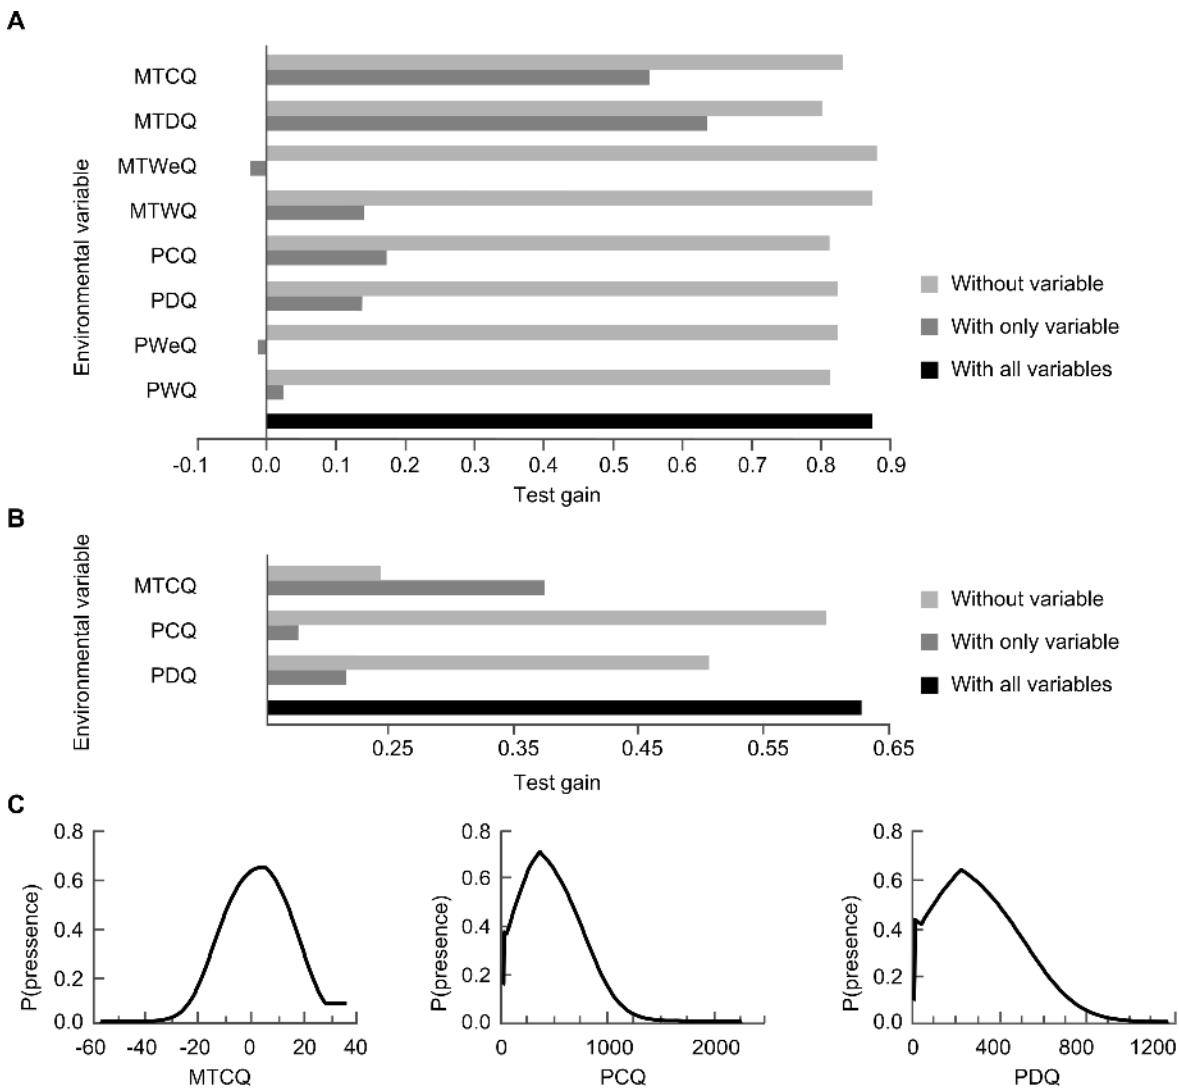 A
Environmental variable
MTCQ
MTDQ
MTWeQ
MTWQ
PCQ
PDQ
PWeQ
PWQ
Without variable
With only variable
With all variables
-0.1 0.0 0.1 0.2 0.3 0.4 0.5 0.6 0.7 0.8 0.9
Test gain
B
Environmental variable
MTCQ
PCQ
PDQ
Without variable
With only variable
With all variables
0.25 0.35 0.45 0.55 0.65
Test gain
C
P(presence)
0.8
0.6
0.4
0.2
0.0
-60 -40 -20 0 20 40
MTCQ
P(presence)
0.8
0.6
0.4
0.2
0.0
0 1000 2000
PCQ
P(presence)
0.8
0.6
0.4
0.2
0.0
0 400 800 1200
PDQ